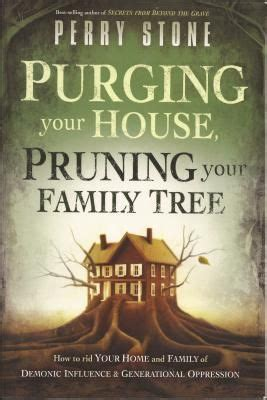 Best-selling author of SECRETS FROM BEYOND THE GRAVE
PERRY STONE
PURGING
your HOUSE,
PRUNING your
FAMILY TREE
How to rid YOUR HOME and FAMILY of
DEMONIC INFLUENCE & GENERATIONAL OPPRESSION